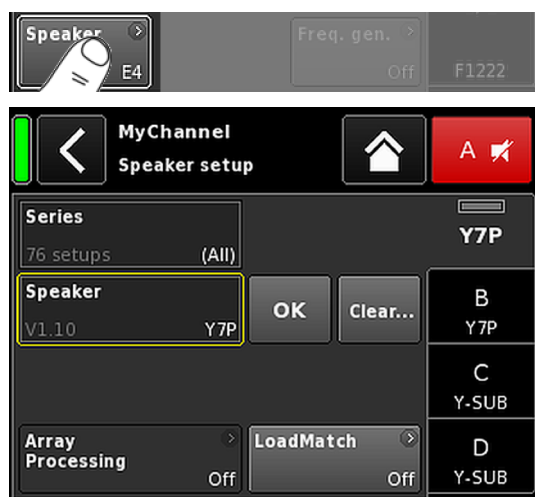 Speaker
Freq. gen.
E4
Off
F1222
MyChannel
Speaker setup
A
Series
76 setups
(All)
Y7P
Speaker
V1.10
Y7P
OK
Clear...
B
Y7P
C
Y-SUB
Array
Processing
Off
LoadMatch
Off
D
Y-SUB